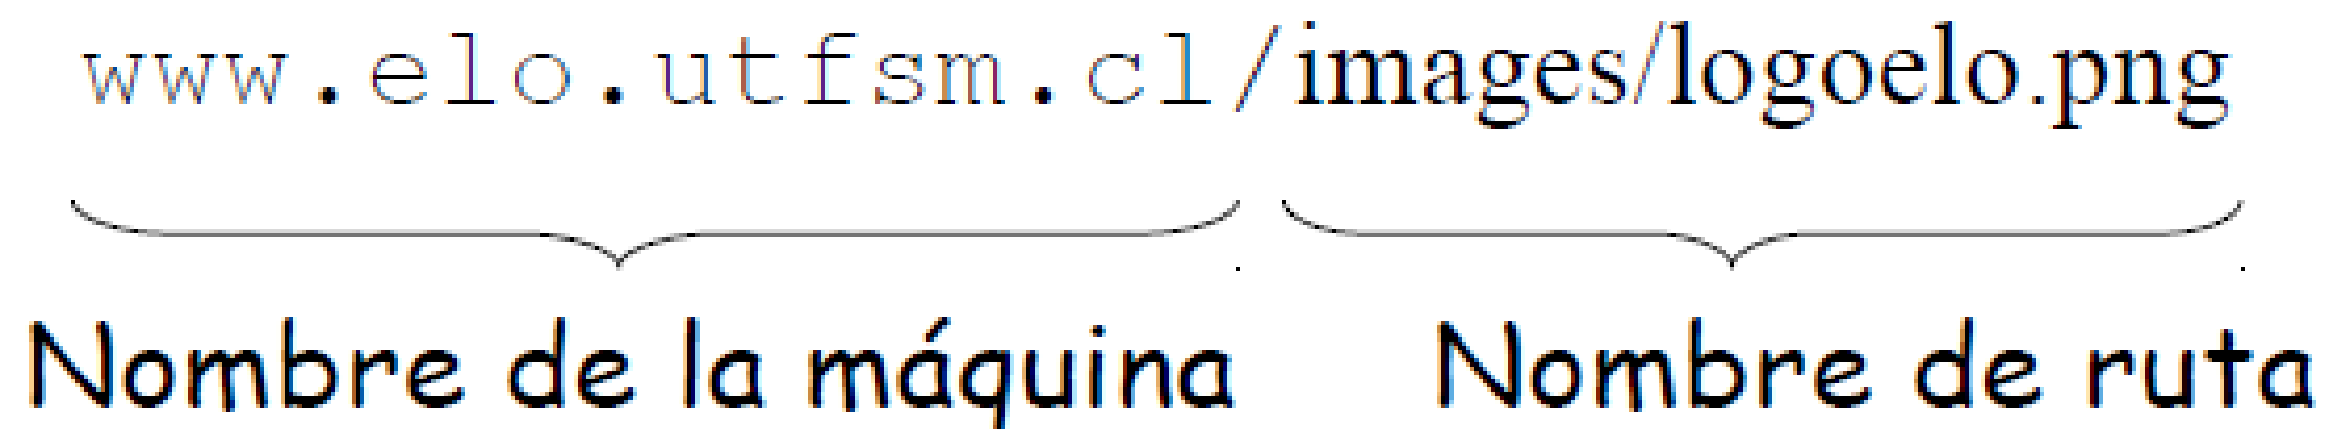 www.elo.utfsm.cl/images/logoelo.png
Nombre de la máquina Nombre de ruta